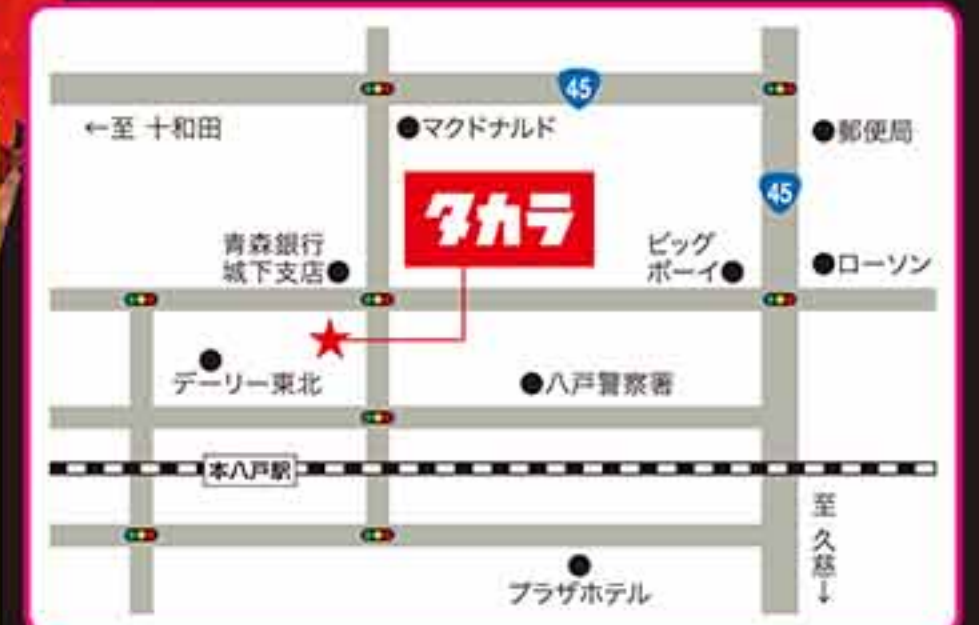 45
←至 十和田
●マクドナルド
●郵便局
タカラ
45
青森銀行
城下支店●
ビッグ
ボーイ●
●ローソン
デーリー東北
●八戸警察署
本八戸駅
至 久慈→
プラザホテル